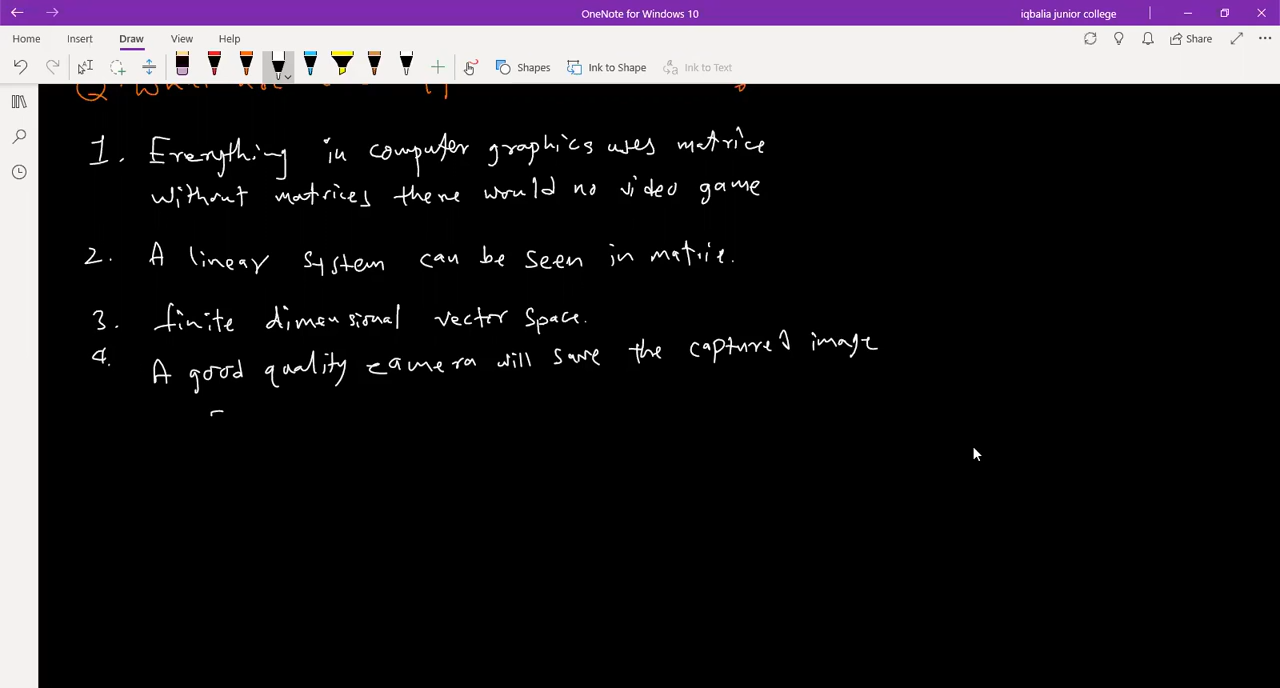 OneNote for Windows 10
iqbalia junior college
Home Insert Draw View Help
Share
Shapes
Ink to Shape
Ink to Text
Q. What
1. Everything in computer graphics uses matrice
without matrices there would no video game
2. A linear system can be seen in matrie.
3. finite dimensional vector space.
4. A good quality camera will save the captured image